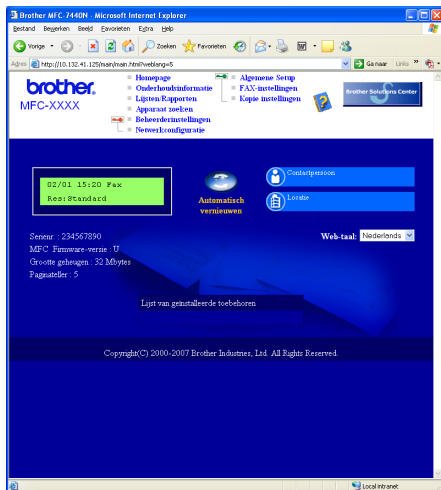 Brother MFC-7440N - Microsoft Internet Explorer
Bestand Bewerken Beeld Favorieten Extra Help
Vorige Zoeken Favorieten
Adres http://10.132.41.125/main/main.html?weblang=5 Ga naar Links »
brother.
MFC-XXXX
Homepage
Onderhoudsinformatie
Lijsten/Rapporten
Apparaat zoeken
Beheerderinstellingen
Netwerkconfiguratie
Algemene Setup
FAX-instellingen
Kopie instellingen
Brother Solutions Center
02/01 15:20 Fax
Res:Standard
Automatisch
vernieuwen
Contactpersoon
Locatie
Serienr. : 234567890
MFC Firmware-versie : U
Grootte geheugen : 32 Mbytes
Paginateller : 5
Web-taal: Nederlands
Lijst van geïnstalleerde toebehoren
Copyright(C) 2000-2007 Brother Industries, Ltd. All Rights Reserved.
Local intranet